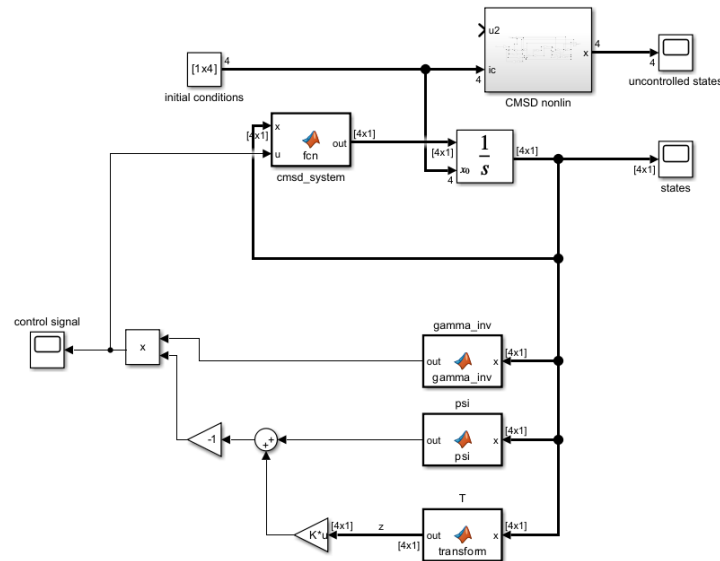 u2
4
[1x4]
4
ic
x
4
4
initial conditions
CMSD nonlin
uncontrolled states
x
[4x1]
fcn
out
[4x1]
u
[4x1]
1
s
x₀
4
[4x1]
[4x1]
cmsd_system
states
control signal
gamma_inv
x
out
x
[4x1]
gamma_inv
psi
-1
+
+
out
x
[4x1]
psi
T
K*u
[4x1]
z
[4x1]
out
x
[4x1]
transform